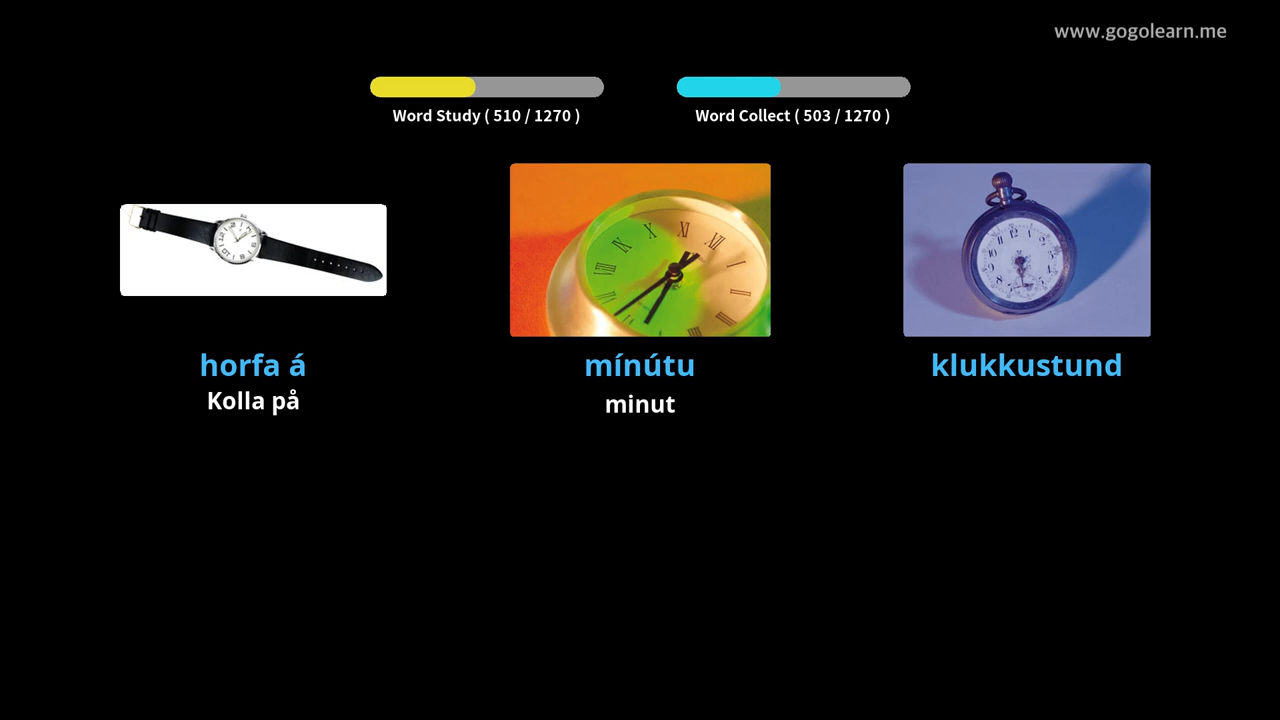 www.gogolearn.me
Word Study ( 510 / 1270 )
Word Collect ( 503 / 1270 )
horfa á
Kolla på
mínútu
minut
klukkustund